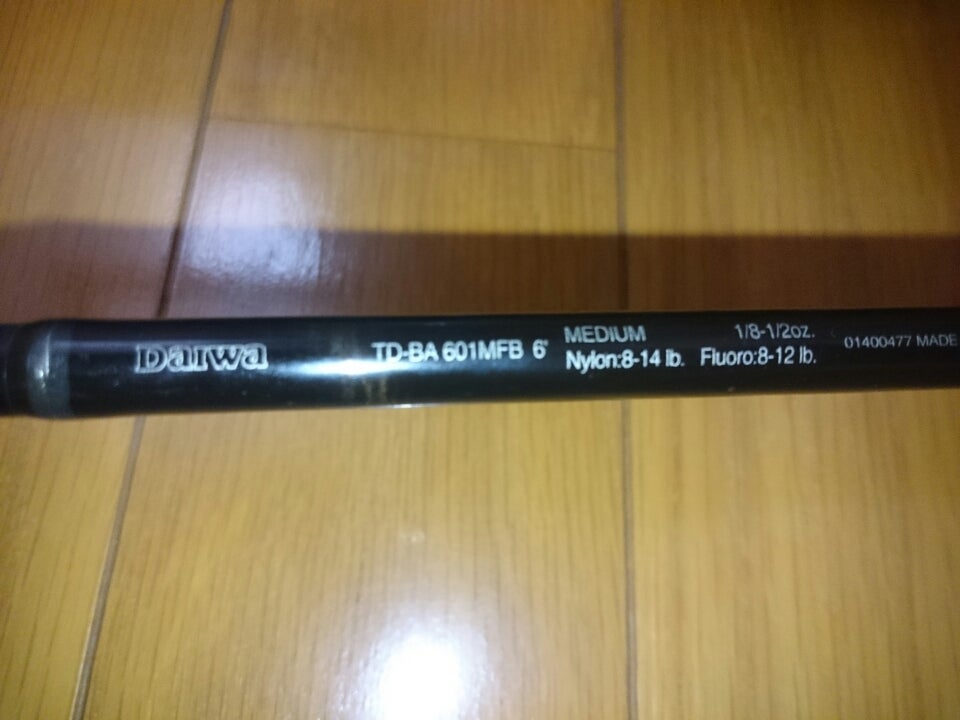 Daiwa
TD-BA 601MFB 6'
MEDIUM 1/8-1/2oz.
Nylon:8-14 lb. Fluoro:8-12 lb.
01400477 MADE